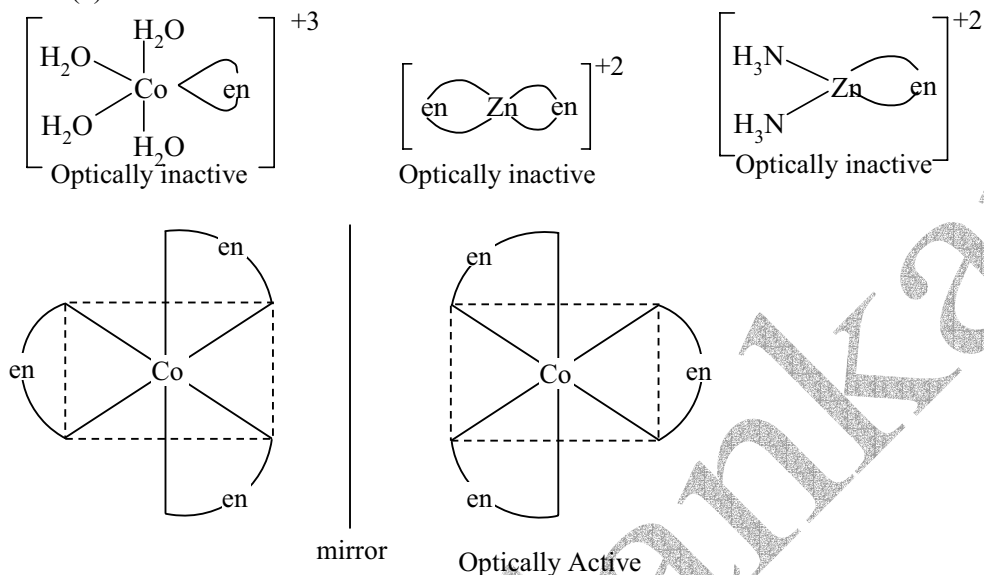 +3
H₂O
H₂O
Co
en
H₂O
H₂O
Optically inactive
+2
en Zn en
Optically inactive
+2
H₃N
Zn en
H₃N
Optically inactive
en
en
Co
en
mirror
en
Co
en
en
Optically Active